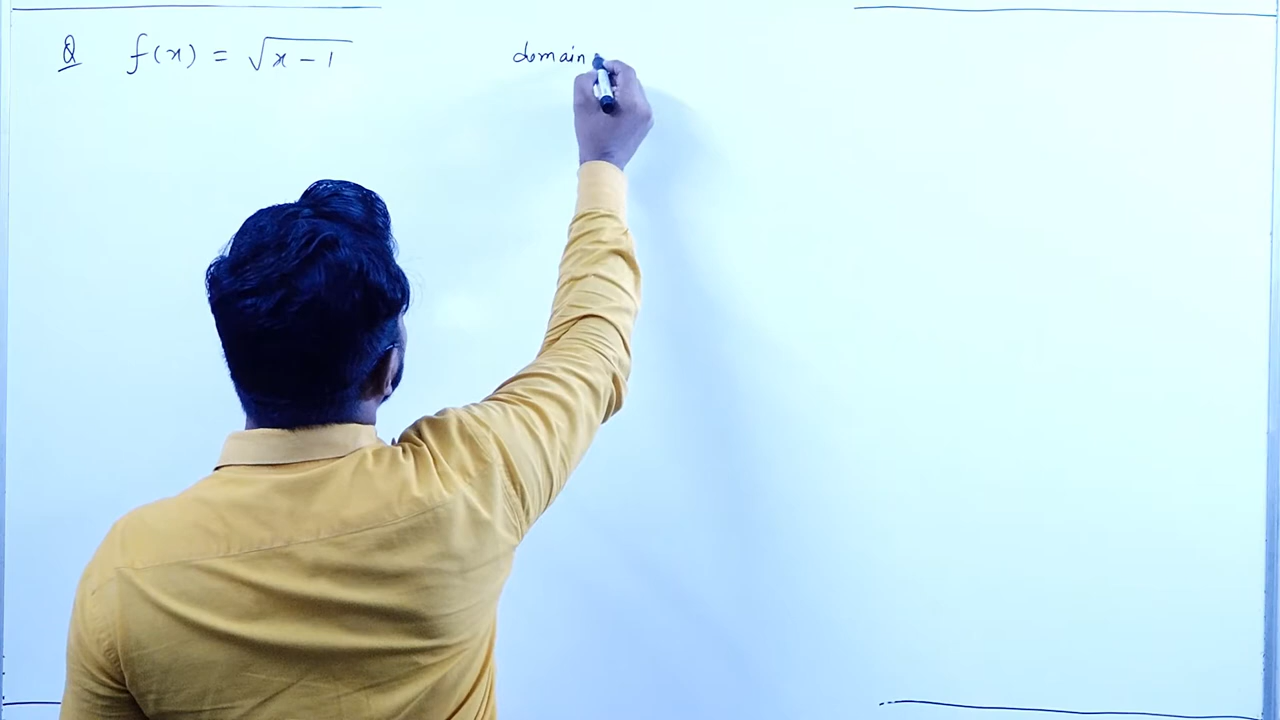 Q f(x) = √(x - 1) domain